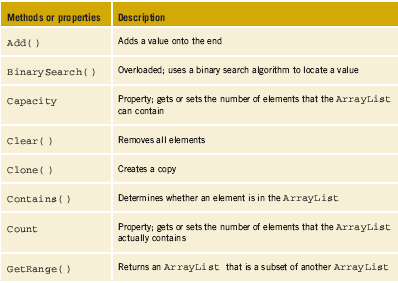 Methods or properties Description
Add( ) Adds a value onto the end
BinarySearch( ) Overloaded; uses a binary search algorithm to locate a value
Capacity Property; gets or sets the number of elements that the ArrayList
can contain
Clear( ) Removes all elements
Clone( ) Creates a copy
Contains( ) Determines whether an element is in the ArrayList
Count Property; gets or sets the number of elements that the ArrayList
actually contains
GetRange( ) Returns an ArrayList that is a subset of another ArrayList